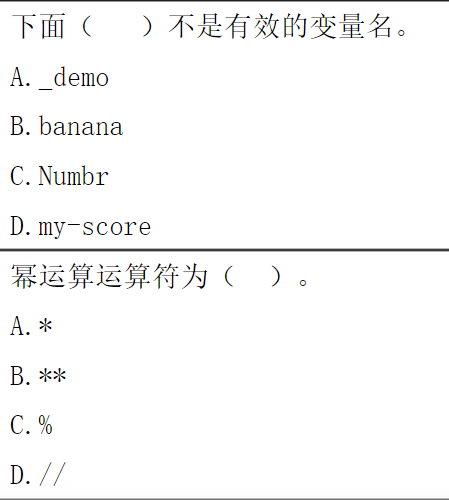 下面（  ）不是有效的变量名。
A._demo
B.banana
C.Numbr
D.my-score
幂运算运算符为（  ）。
A.*
B.**
C.%
D.//